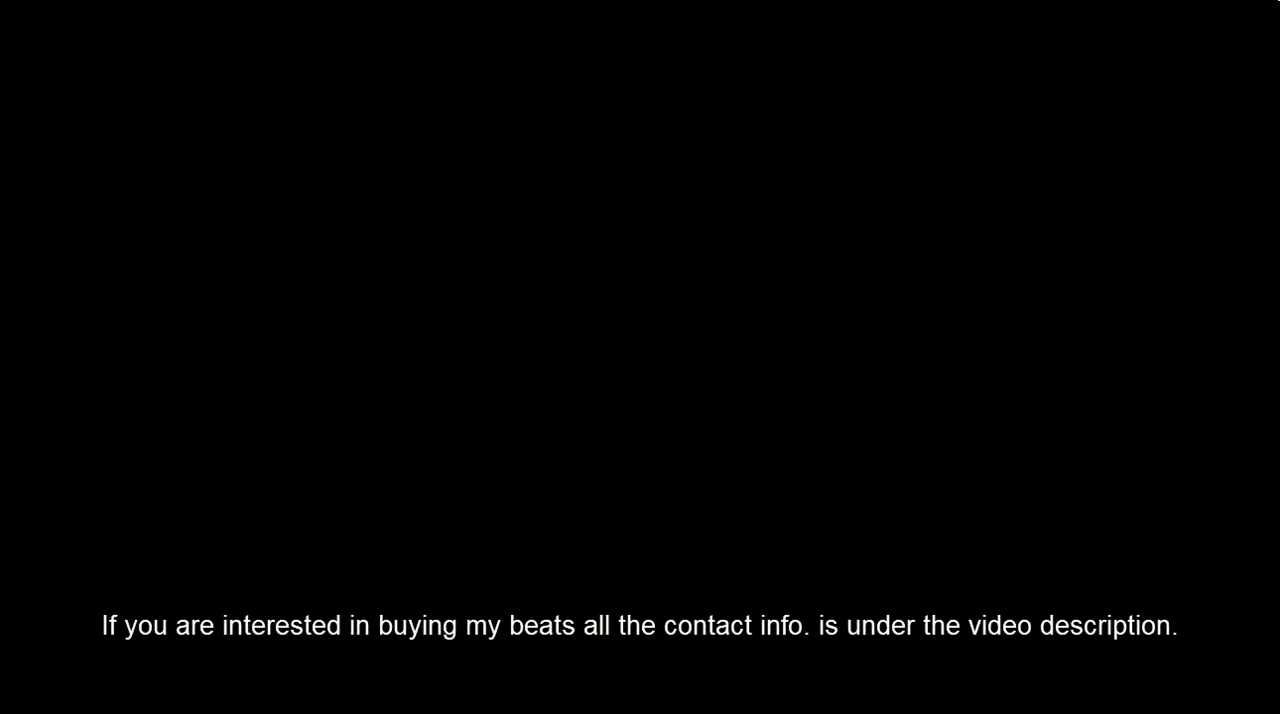 If you are interested in buying my beats all the contact info. is under the video description.